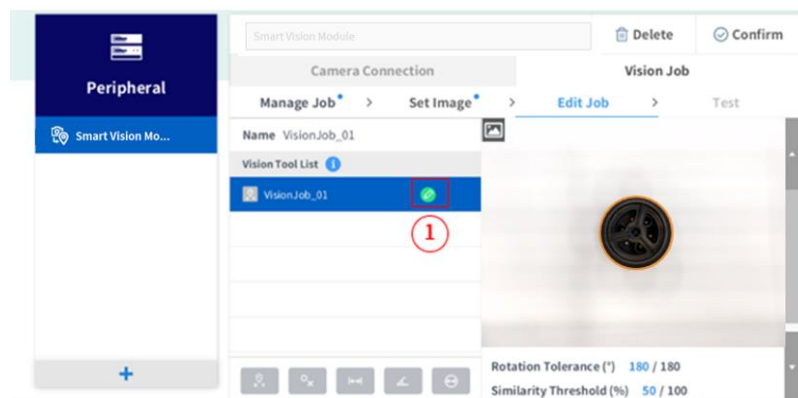 Smart Vision Module
Delete
Confirm
Peripheral
Camera Connection
Vision Job
Manage Job > Set Image > Edit Job > Test
Smart Vision Mo...
Name VisionJob_01
Vision Tool List i
VisionJob_01
1
+
Rotation Tolerance (°) 180 / 180
Similarity Threshold (%) 50 / 100